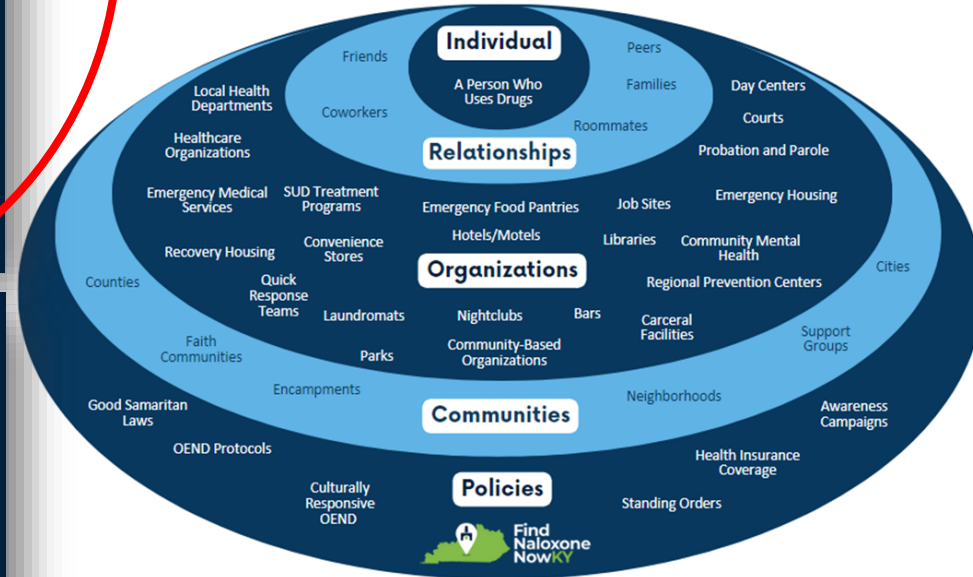 Individual
A Person Who
Uses Drugs
Friends
Peers
Families
Coworkers
Roommates
Relationships
Local Health
Departments
Day Centers
Courts
Healthcare
Organizations
Probation and Parole
Emergency Medical
Services
SUD Treatment
Programs
Emergency Food Pantries
Job Sites
Emergency Housing
Recovery Housing
Convenience
Stores
Hotels/Motels
Libraries
Community Mental
Health
Organizations
Quick
Response
Teams
Regional Prevention Centers
Laundromats
Nightclubs
Bars
Carceral
Facilities
Parks
Community-Based
Organizations
Counties
Cities
Faith
Communities
Support
Groups
Encampments
Neighborhoods
Communities
Good Samaritan
Laws
Awareness
Campaigns
OEND Protocols
Health Insurance
Coverage
Culturally
Responsive
OEND
Policies
Standing Orders
Find
Naloxone
NowKY